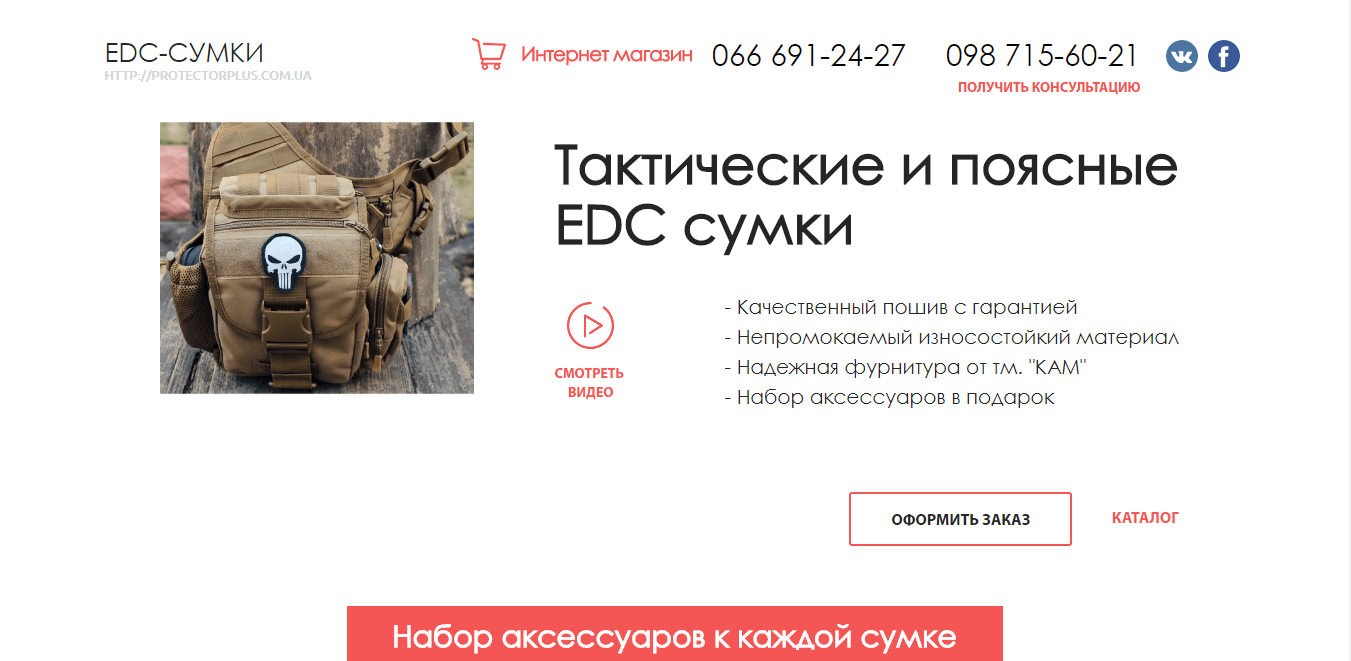 EDC-СУМКИ
HTTP://PROTECTORPLUS.COM.UA
Интернет магазин
066 691-24-27
098 715-60-21
ПОЛУЧИТЬ КОНСУЛЬТАЦИЮ
Тактические и поясные
EDC сумки
- Качественный пошив с гарантией
- Непромокаемый износостойкий материал
- Надежная фурнитура от тм. "КАМ"
- Набор аксессуаров в подарок
СМОТРЕТЬ
ВИДЕО
ОФОРМИТЬ ЗАКАЗ
КАТАЛОГ
Набор аксессуаров к каждой сумке